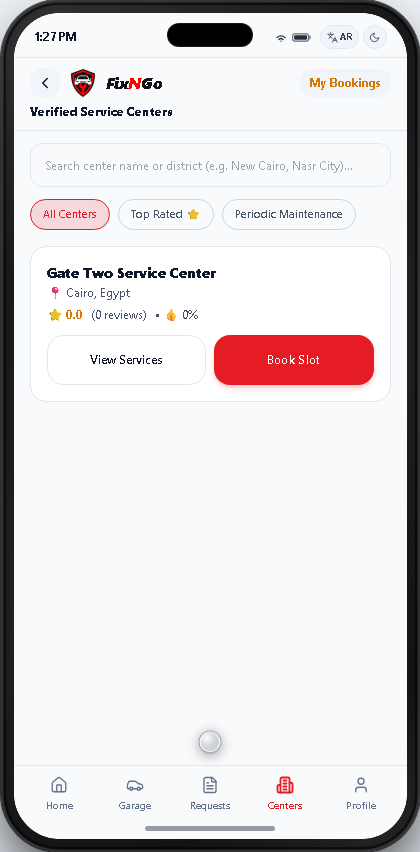 1:27 PM
AR
FixNGo
My Bookings
Verified Service Centers
Search center name or district (e.g. New Cairo, Nasr City)...
All Centers
Top Rated ⭐
Periodic Maintenance
Gate Two Service Center
📍 Cairo, Egypt
⭐ 0.0 (0 reviews) • 👍 0%
View Services
Book Slot
Home
Garage
Requests
Centers
Profile